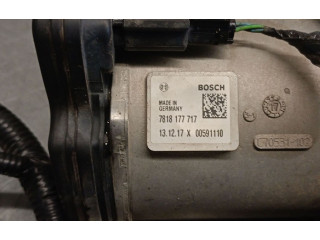 BOSCH
MADE IN
GERMANY
7818 177 717
13.12.17 X 00591110